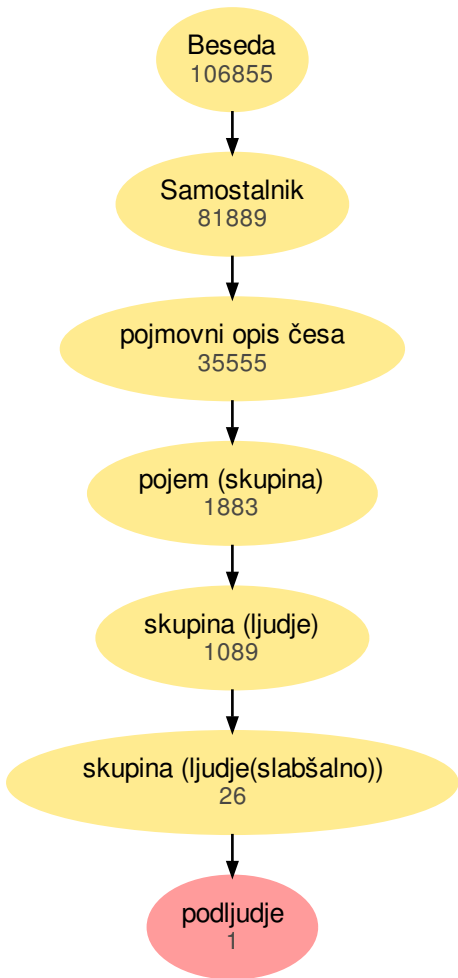 Beseda
106855
Samostalnik
81889
pojmovni opis česa
35555
pojem (skupina)
1883
skupina (ljudje)
1089
skupina (ljudje(slabšalno))
26
podljudje
1